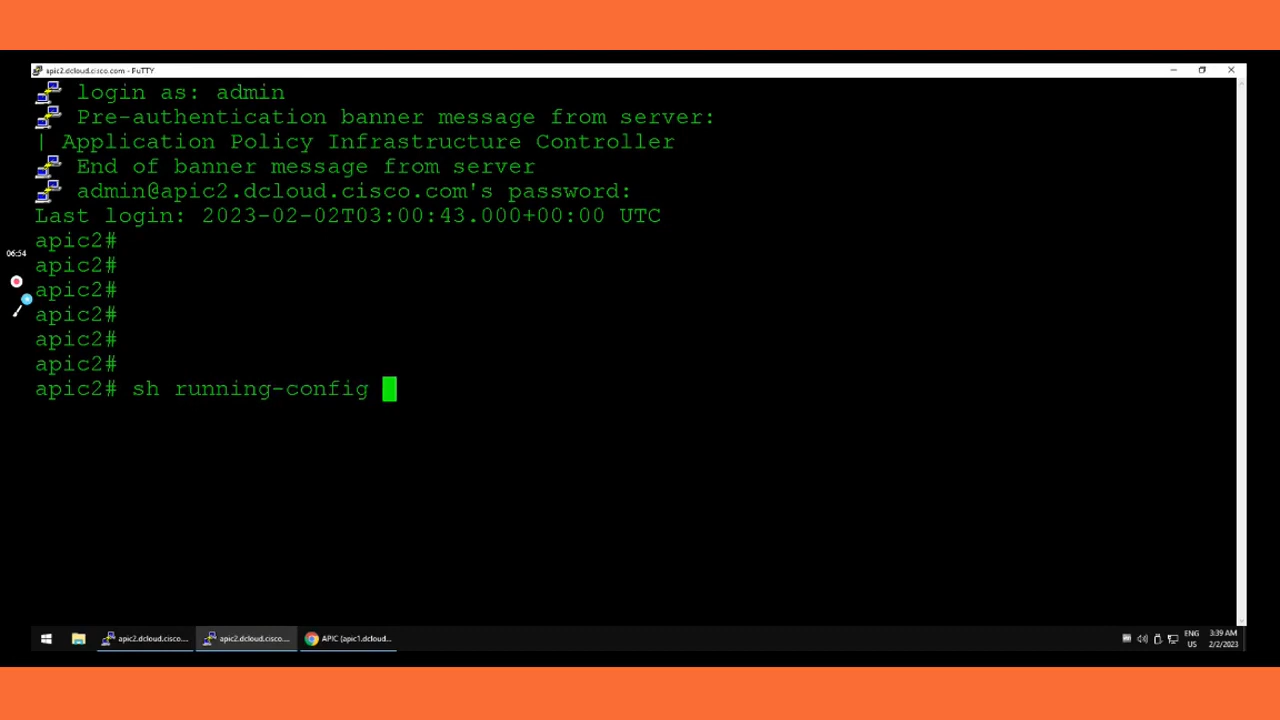 apic2.dcloud.cisco.com - PuTTY
login as: admin
Pre-authentication banner message from server:
| Application Policy Infrastructure Controller
End of banner message from server
admin@apic2.dcloud.cisco.com's password:
Last login: 2023-02-02T03:00:43.000+00:00 UTC
apic2#
apic2#
06:54
apic2#
apic2#
apic2#
apic2#
apic2# sh running-config
apic2.dcloud.cisco....
apic2.dcloud.cisco....
APIC (apic1.dcloud...
ENG
US
3:39 AM
2/2/2023